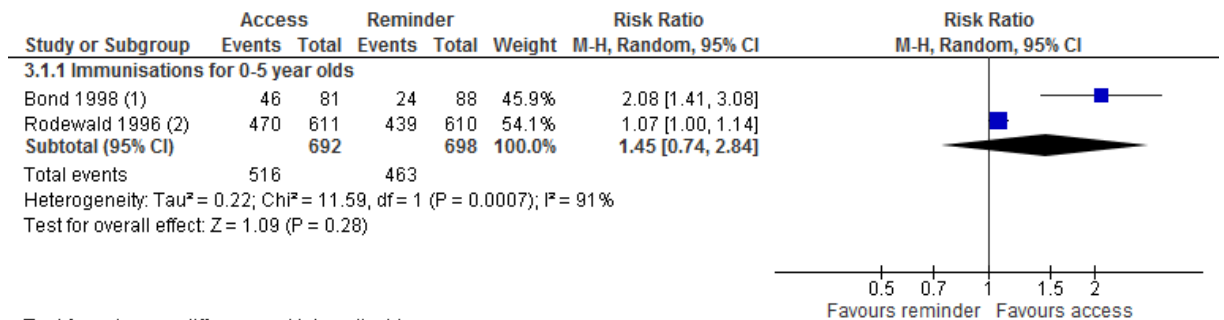 Access Reminder Risk Ratio Risk Ratio
Study or Subgroup Events Total Events Total Weight M-H, Random, 95% CI M-H, Random, 95% CI
3.1.1 Immunisations for 0-5 year olds
Bond 1998 (1) 46 81 24 88 45.9% 2.08 [1.41, 3.08]
Rodewald 1996 (2) 470 611 439 610 54.1% 1.07 [1.00, 1.14]
Subtotal (95% CI) 692 698 100.0% 1.45 [0.74, 2.84]
Total events 516 463
Heterogeneity: Tau² = 0.22; Chi² = 11.59, df = 1 (P = 0.0007); I² = 91%
Test for overall effect: Z = 1.09 (P = 0.28)
0.5 0.7 1 1.5 2
Favours reminder Favours access